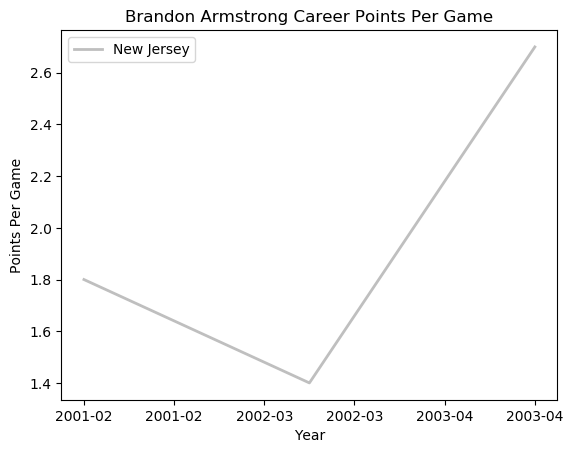 Brandon Armstrong Career Points Per Game
New Jersey
Points Per Game
2.6
2.4
2.2
2.0
1.8
1.6
1.4
2001-02 2001-02 2002-03 2002-03 2003-04 2003-04
Year